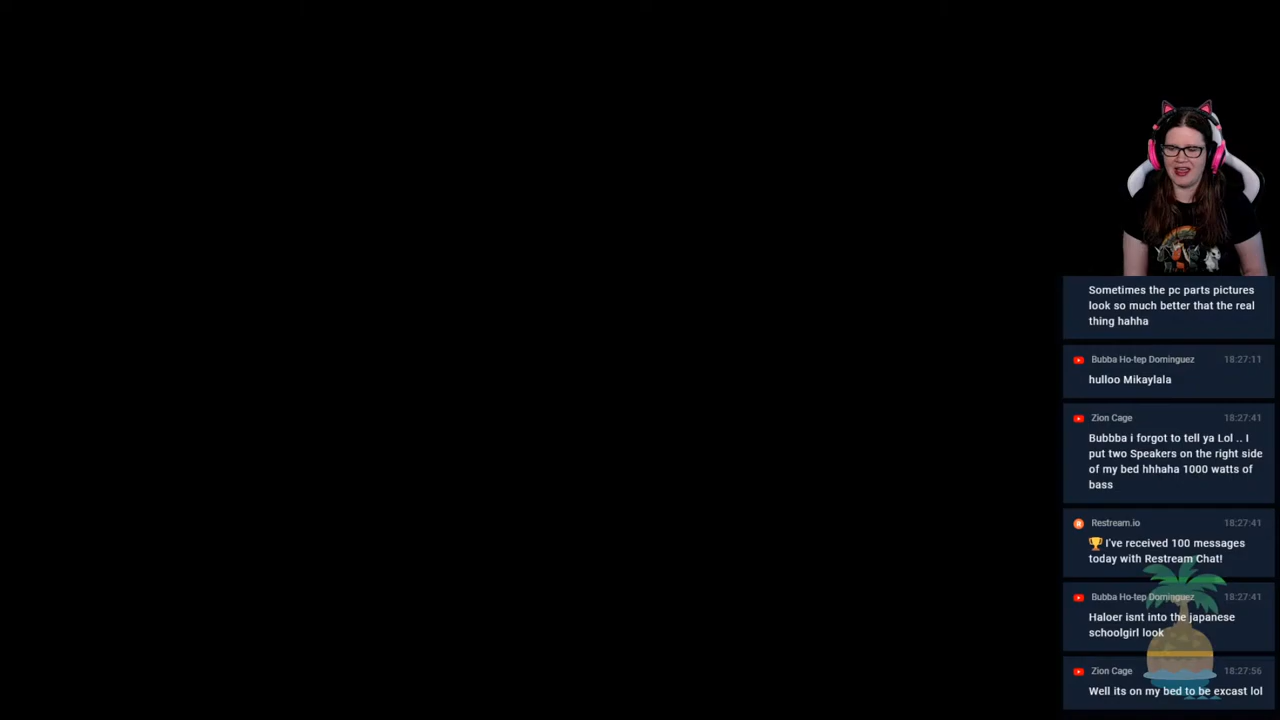 Sometimes the pc parts pictures
look so much better that the real
thing hahha
Bubba Ho-tep Dominguez 18:27:11
hulloo Mikaylala
Zion Cage 18:27:41
Bubbba i forgot to tell ya Lol .. I
put two Speakers on the right side
of my bed hhhaha 1000 watts of
bass
Restream.io 18:27:41
🏆 I've received 100 messages
today with Restream Chat!
Bubba Ho-tep Dominguez 18:27:41
Haloer isnt into the japanese
schoolgirl look
Zion Cage 18:27:56
Well its on my bed to be excast lol